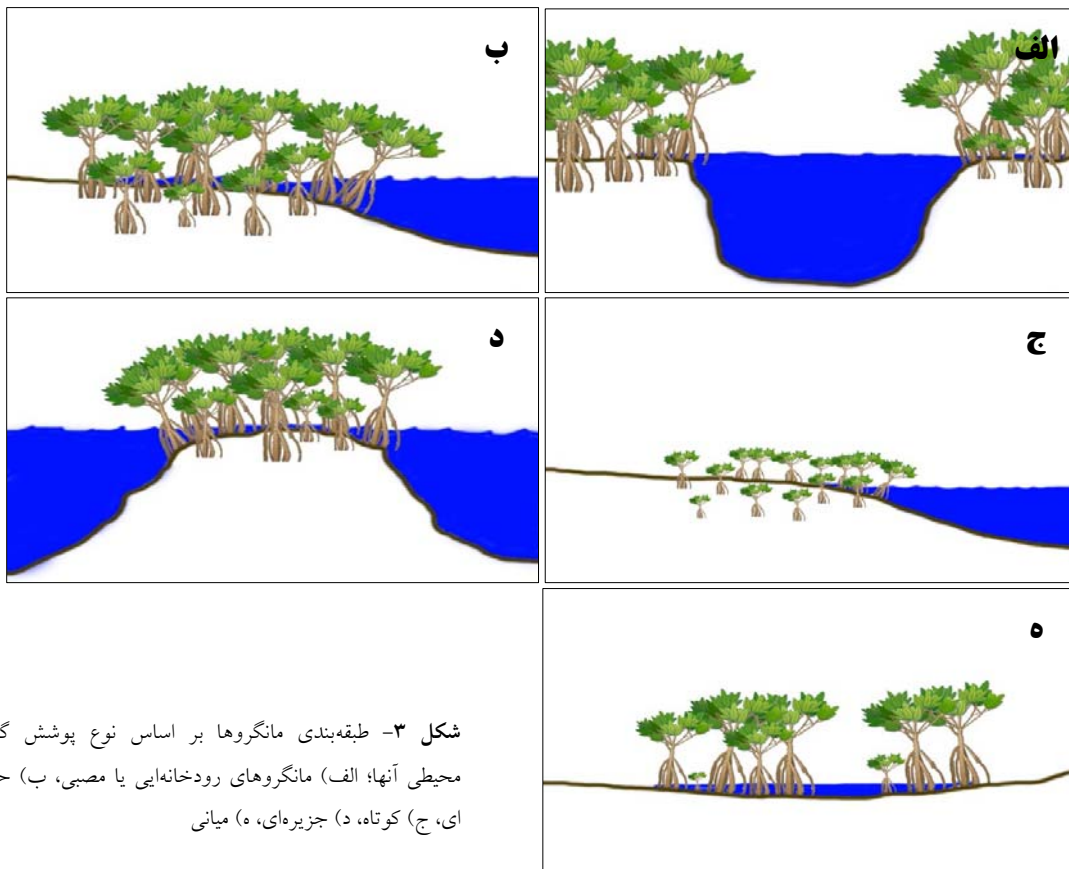 الف
ب
ج
د
ه
شکل ۳- طبقه‌بندی مانگروها بر اساس نوع پوشش
محیطی آنها؛ الف) مانگروهای رودخانه‌ایی یا مصبی، ب)
ای، ج) کوتاه، د) جزیره‌ای، ه) میانی